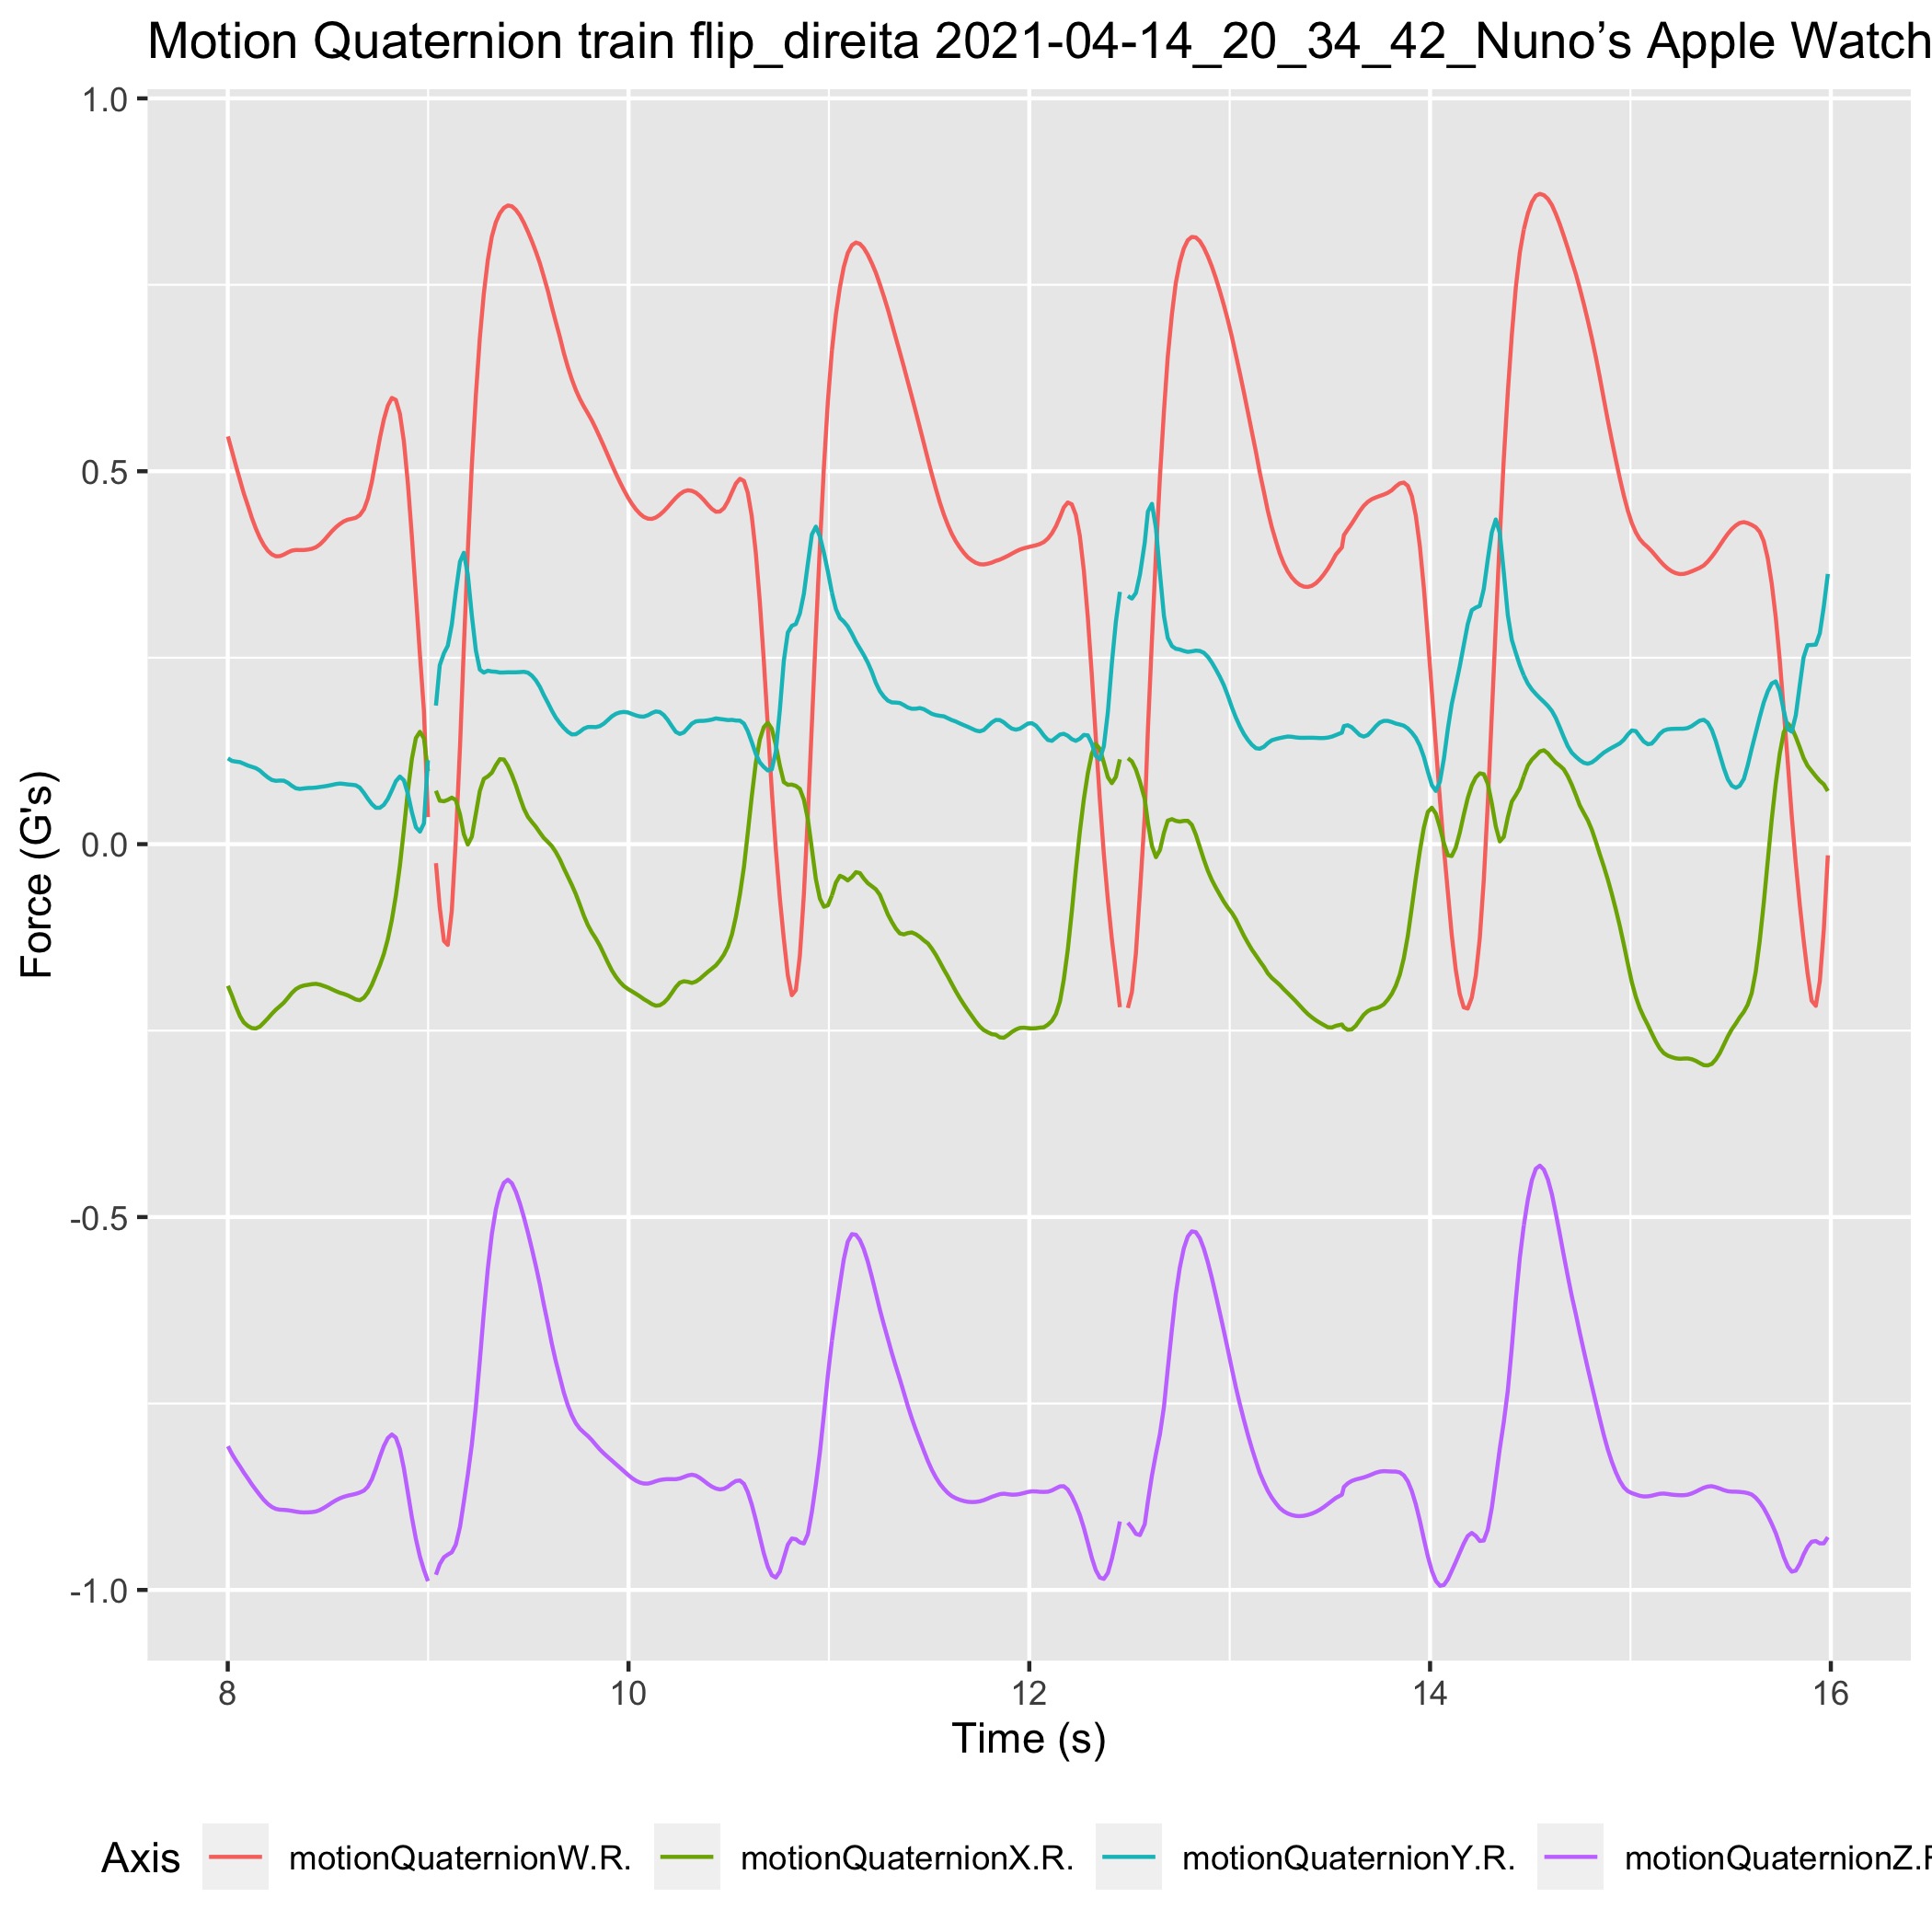 Motion Quaternion train flip_direita 2021-04-14_20_34_42_Nuno’s Apple Watch
1.0
0.5
0.0
-0.5
-1.0
Force (G's)
8 10 12 14 16
Time (s)
Axis motionQuaternionW.R. motionQuaternionX.R. motionQuaternionY.R. motionQuaternionZ.F